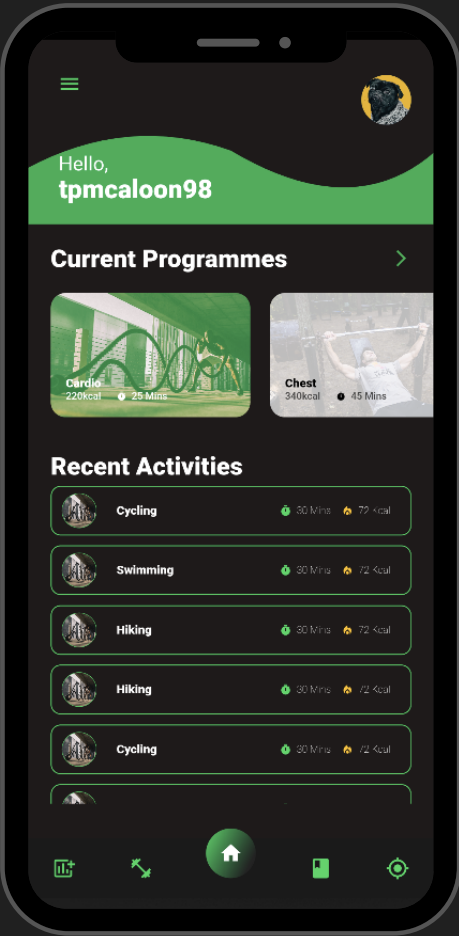 Hello,
tpmcaloon98
Current Programmes
Cardio
220kcal 25 Mins
Chest
340kcal 45 Mins
Recent Activities
Cycling 30 Mins 72 Kcal
Swimming 30 Mins 72 Kcal
Hiking 30 Mins 72 Kcal
Hiking 30 Mins 72 Kcal
Cycling 30 Mins 72 Kcal